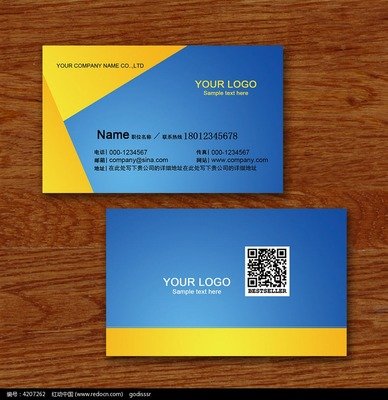 YOUR COMPANY NAME CO.,LTD
YOUR LOGO
Sample text here
Name 职位名称 / 联系热线 18012345678
电话| 000-1234567 传真| 000-1234567
邮箱| company@sina.com 网站| www.company.com
地址| 在此处写下贵公司的详细地址在此处写下贵公司的详细地址
YOUR LOGO
Sample text here
BESTSELLER
编号：4207262 红动中国 (www.redocn.com) godisssr